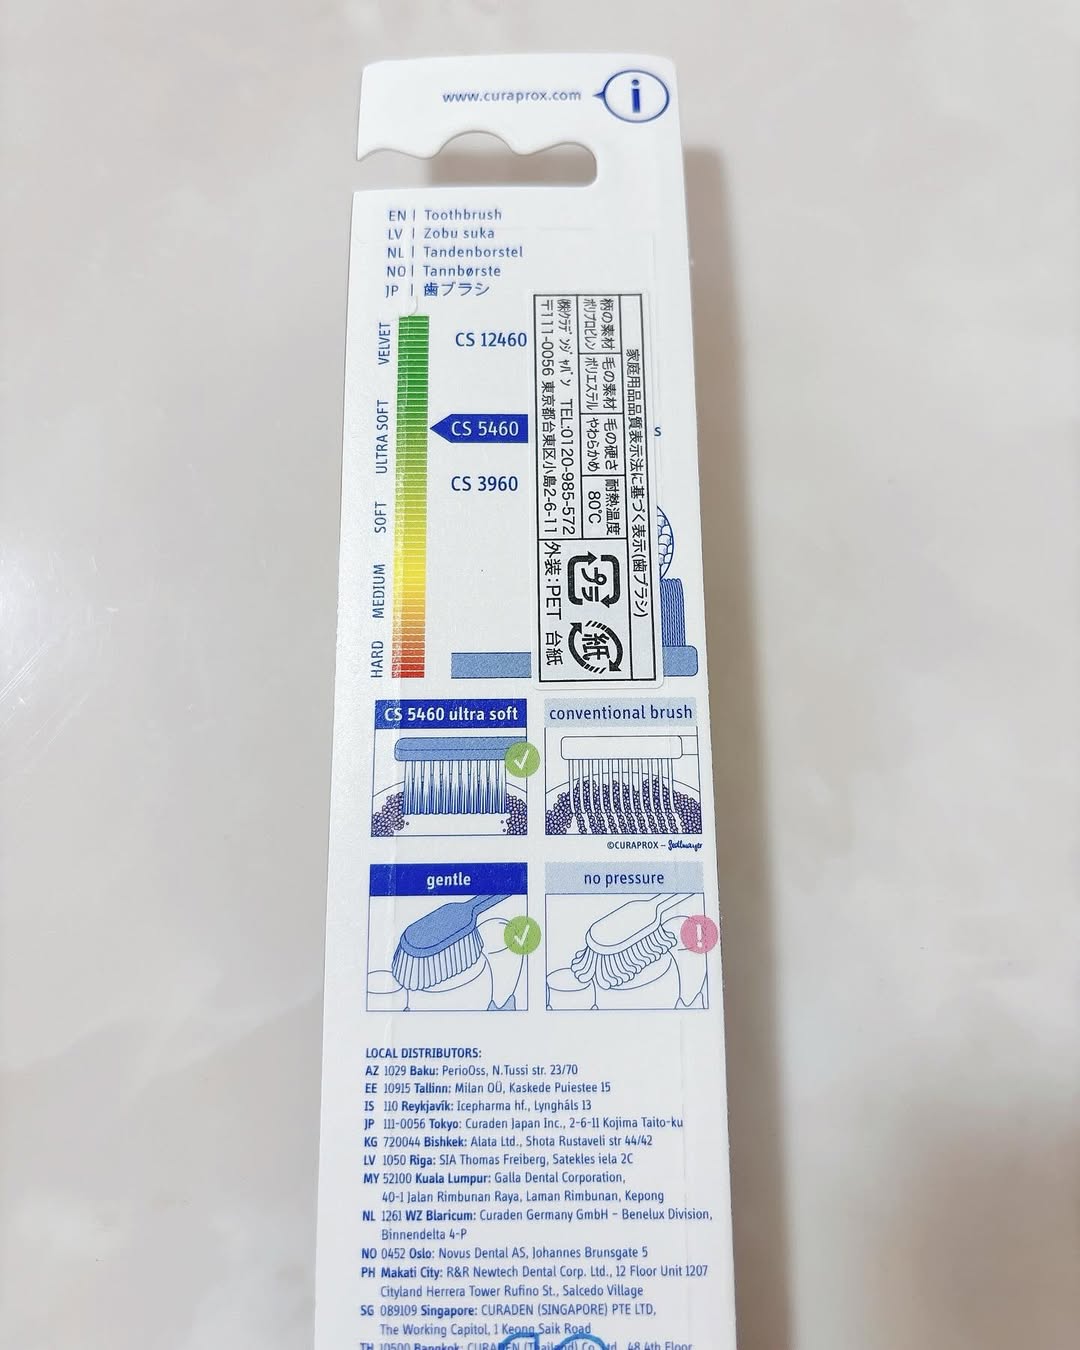 www.curaprox.com
i
EN | Toothbrush
LV | Zobu suka
NL | Tandenborstel
NO | Tannbørste
JP | 歯ブラシ
VELVET
ULTRA SOFT
SOFT
MEDIUM
HARD
CS 12460
CS 5460
CS 3960
s
家庭用品品質表示法に基づく表示(歯ブラシ)
柄の素材 毛の素材 毛の硬さ 耐熱温度
ポリプロピレン ポリエステル やわらかめ 80℃
㈱クラデンジャパン TEL:0120-985-572
〒111-0056 東京都台東区小島2-6-11
プラ
紙
外装:PET 台紙
CS 5460 ultra soft
conventional brush
©CURAPROX –
gentle
no pressure
!
LOCAL DISTRIBUTORS:
AZ 1029 Baku: PerioOss, N.Tussi str. 23/70
EE 10915 Tallinn: Milan OÜ, Kaskede Puiestee 15
IS 110 Reykjavík: Icepharma hf., Lyngháls 13
JP 111-0056 Tokyo: Curaden Japan Inc., 2-6-11 Kojima Taito-ku
KG 720044 Bishkek: Alata Ltd., Shota Rustaveli str 44/42
LV 1050 Riga: SIA Thomas Freiberg, Satekles iela 2C
MY 52100 Kuala Lumpur: Galla Dental Corporation,
40-1 Jalan Rimbunan Raya, Laman Rimbunan, Kepong
NL 1261 WZ Blaricum: Curaden Germany GmbH – Benelux Division,
Binnendelta 4-P
NO 0452 Oslo: Novus Dental AS, Johannes Brunsgate 5
PH Makati City: R&R Newtech Dental Corp. Ltd., 12 Floor Unit 1207
Cityland Herrera Tower Rufino St., Salcedo Village
SG 089109 Singapore: CURADEN (SINGAPORE) PTE LTD,
The Working Capitol, 1 Keong Saik Road
TH 10500 Bangkok: CURADEN (Thailand) Co. Ltd., 48 4th Floor